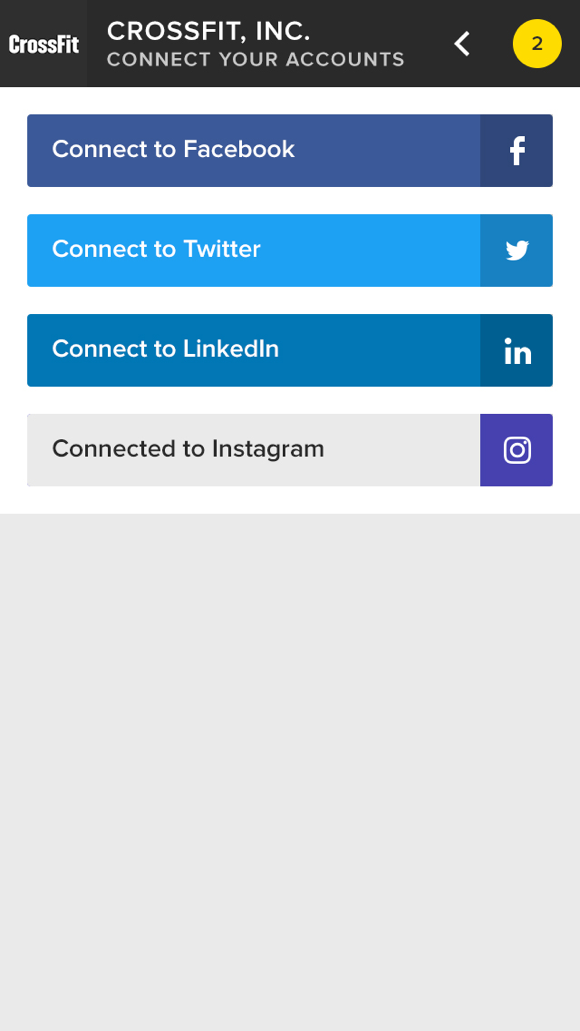 CrossFit
CROSSFIT, INC.
CONNECT YOUR ACCOUNTS
2
Connect to Facebook
Connect to Twitter
Connect to LinkedIn
Connected to Instagram